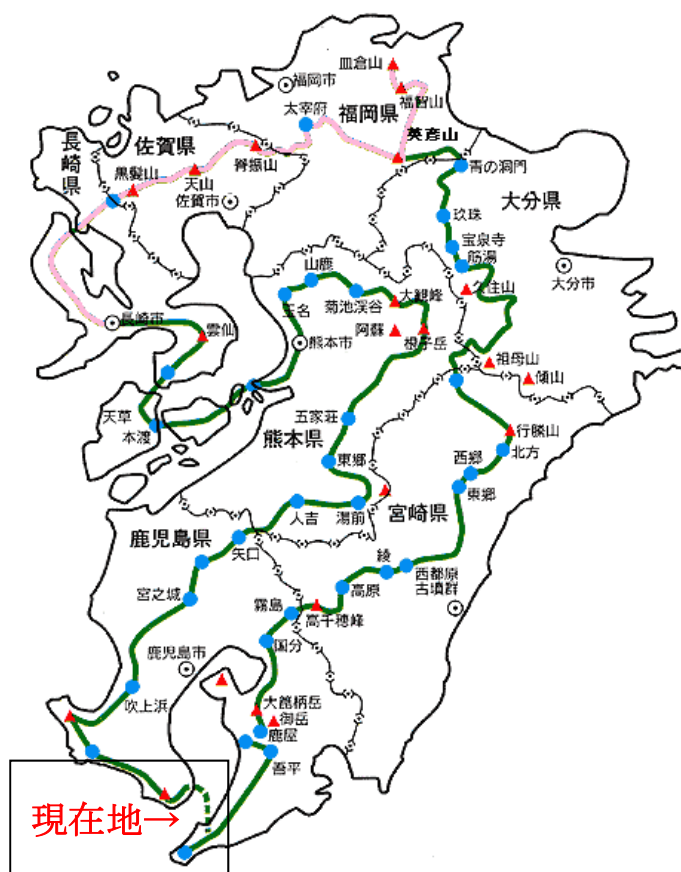 皿倉山
福岡市
福智山
太宰府
福岡県
英彦山
佐賀県
長崎県
脊振山
青の洞門
黒髪山
天山
佐賀市
大分県
玖珠
宝泉寺
筋湯
山鹿
久住山
大分市
菊池渓谷
大観峰
玉名
長崎市
雲仙
阿蘇
根子岳
熊本市
祖母山
傾山
天草
本渡
五家荘
熊本県
行縢山
北方
東郷
西郷
東郷
人吉
湯前
宮崎県
鹿児島県
矢口
綾
西都原
古墳群
宮之城
高原
霧島
高千穂峰
国分
鹿児島市
吹上浜
大箆柄岳
御岳
鹿屋
吾平
現在地→